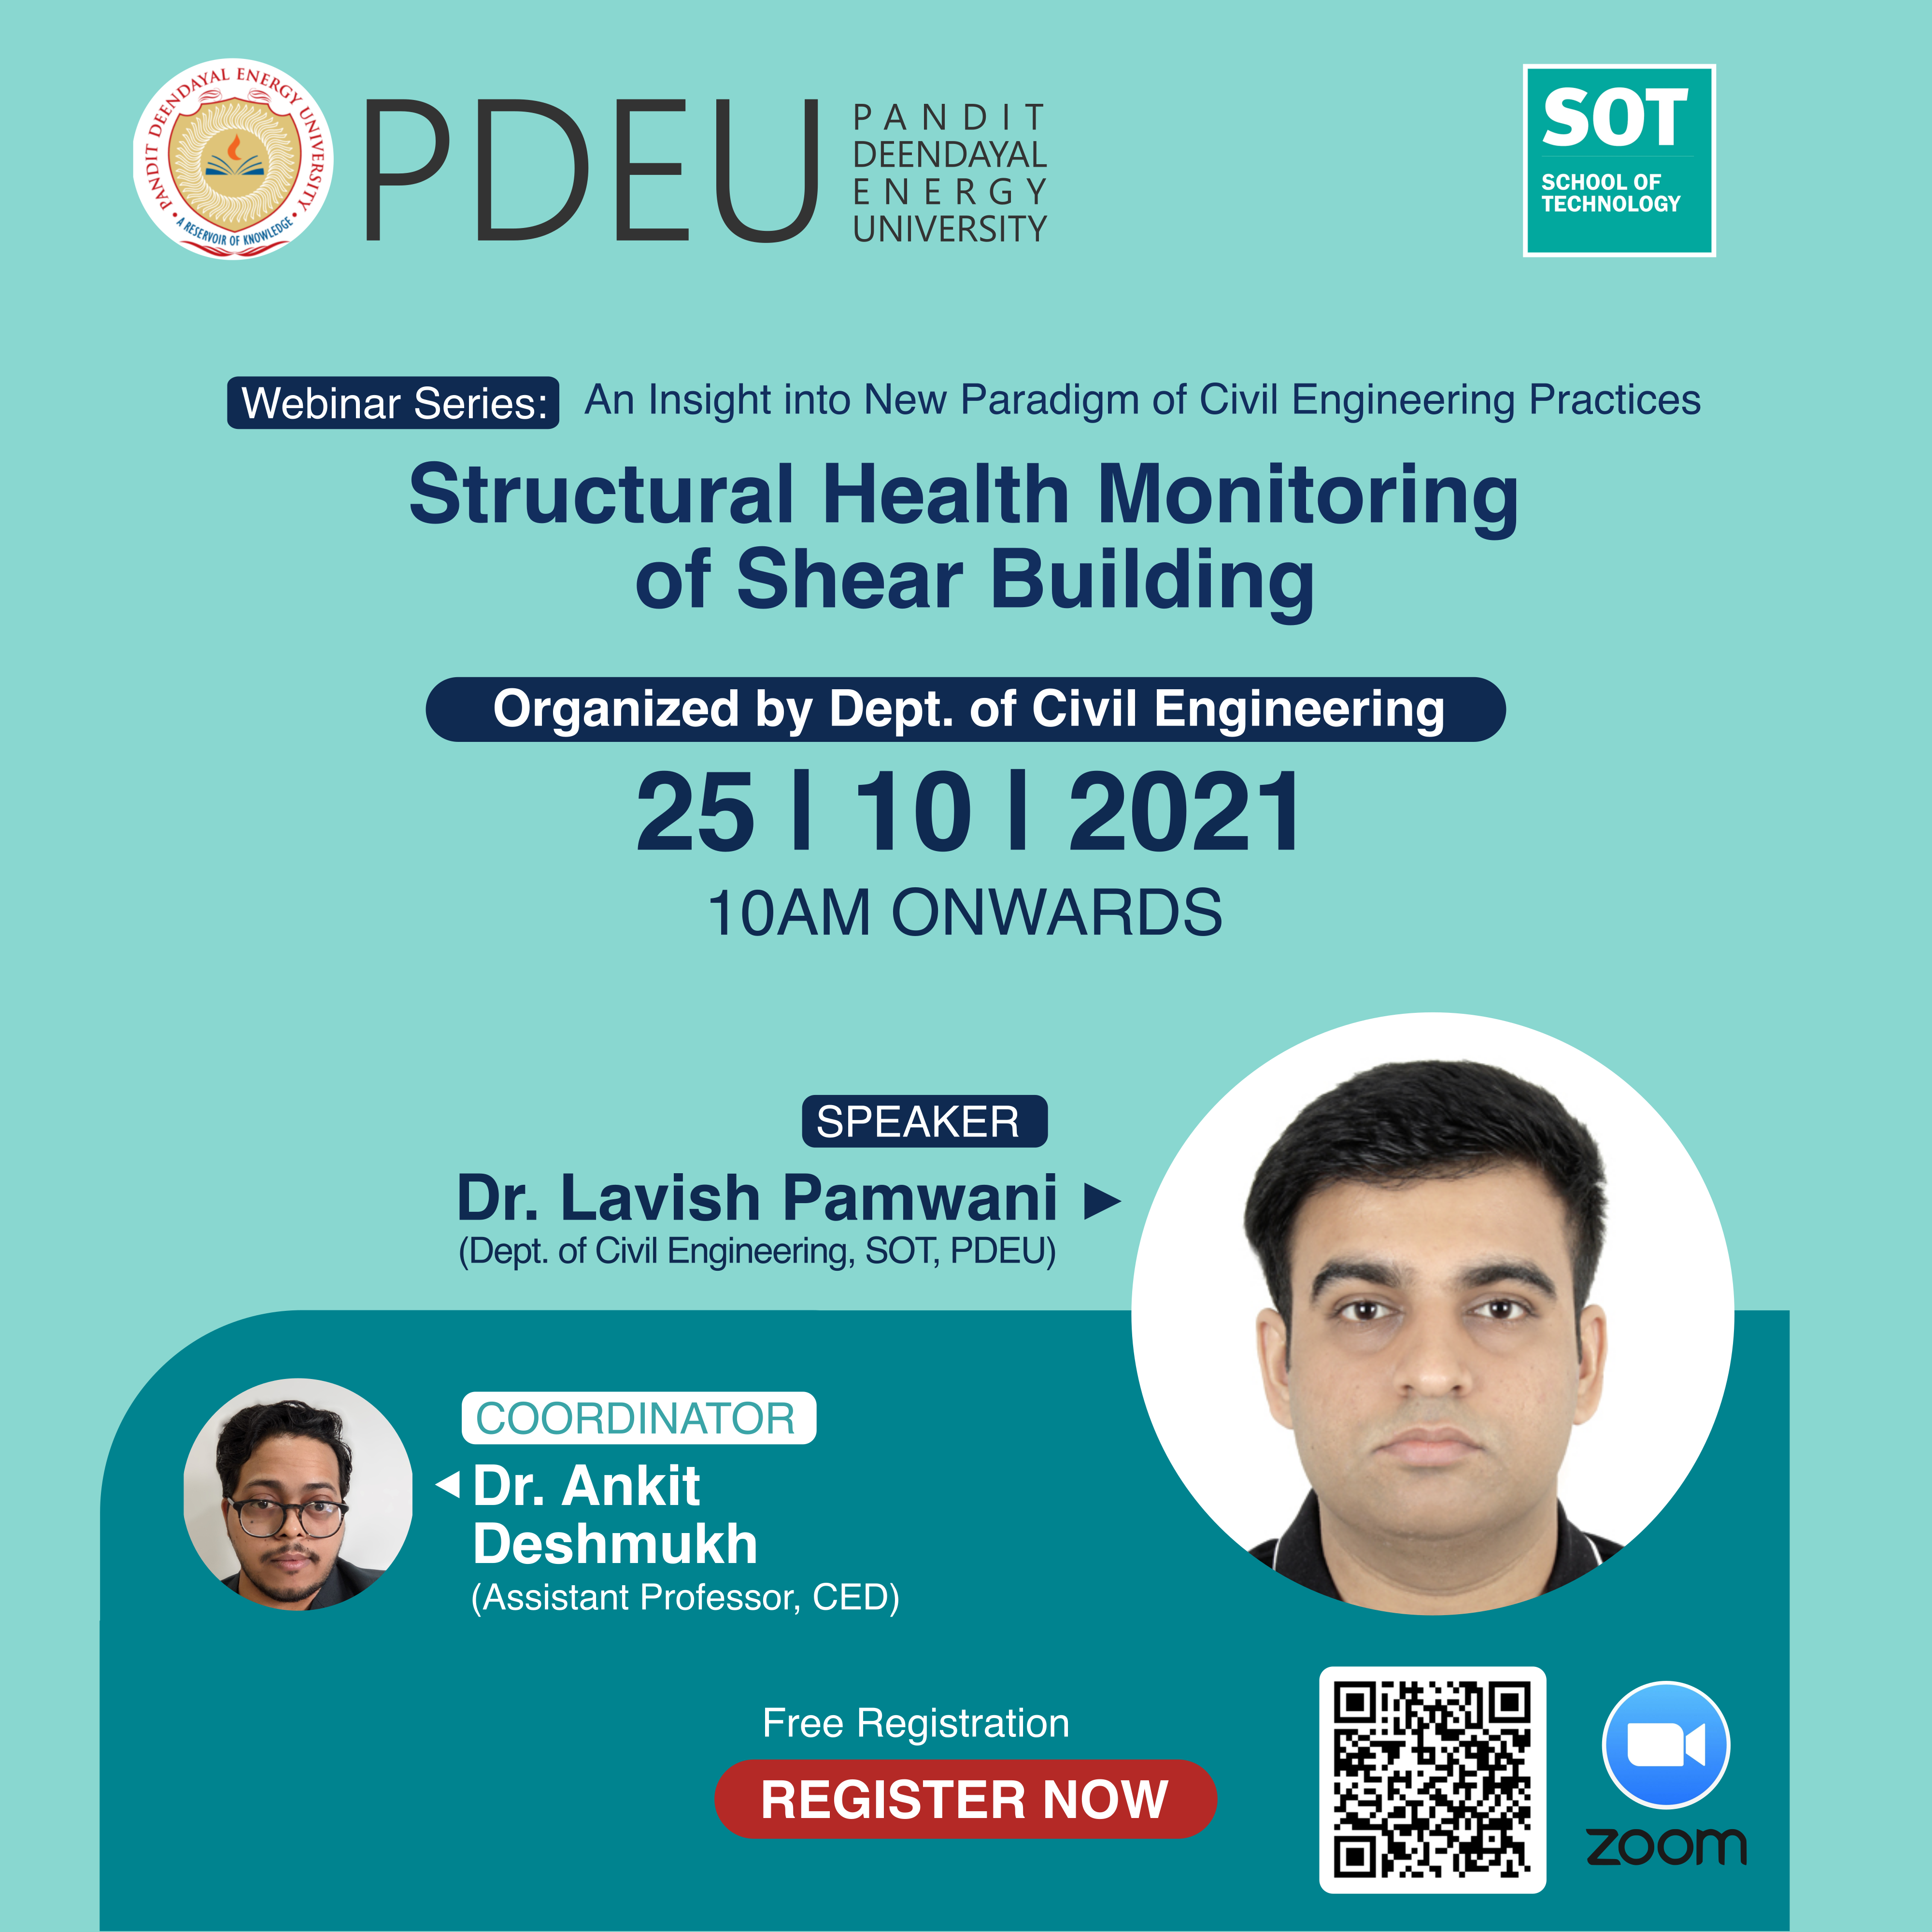 PANDIT DEENDAYAL ENERGY UNIVERSITY
• A RESERVOIR OF KNOWLEDGE •
PDEU
PANDIT
DEENDAYAL
ENERGY
UNIVERSITY
SOT
SCHOOL OF
TECHNOLOGY
Webinar Series: An Insight into New Paradigm of Civil Engineering Practices
Structural Health Monitoring
of Shear Building
Organized by Dept. of Civil Engineering
25 | 10 | 2021
10AM ONWARDS
SPEAKER
Dr. Lavish Pamwani
(Dept. of Civil Engineering, SOT, PDEU)
COORDINATOR
Dr. Ankit
Deshmukh
(Assistant Professor, CED)
Free Registration
REGISTER NOW
zoom